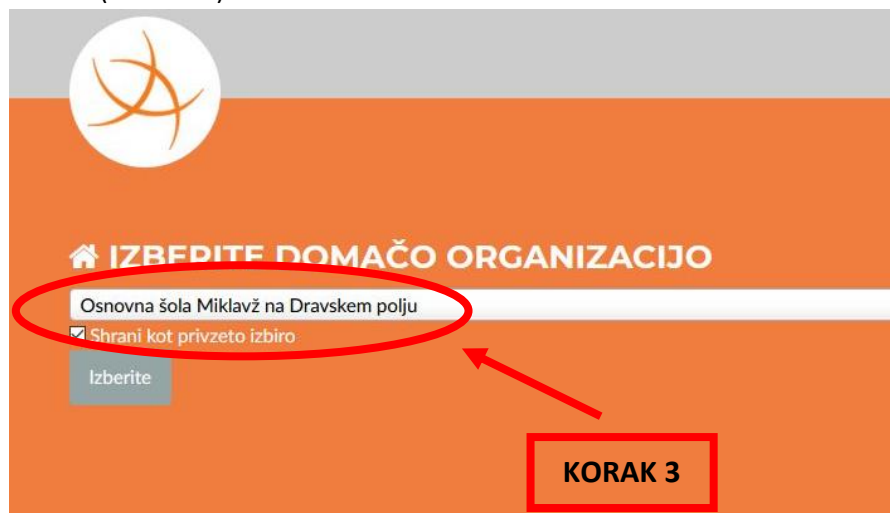 IZBERITE DOMAČO ORGANIZACIJO
Osnovna šola Miklavž na Dravskem polju
Shrani kot privzeto izbiro
Izberite
KORAK 3